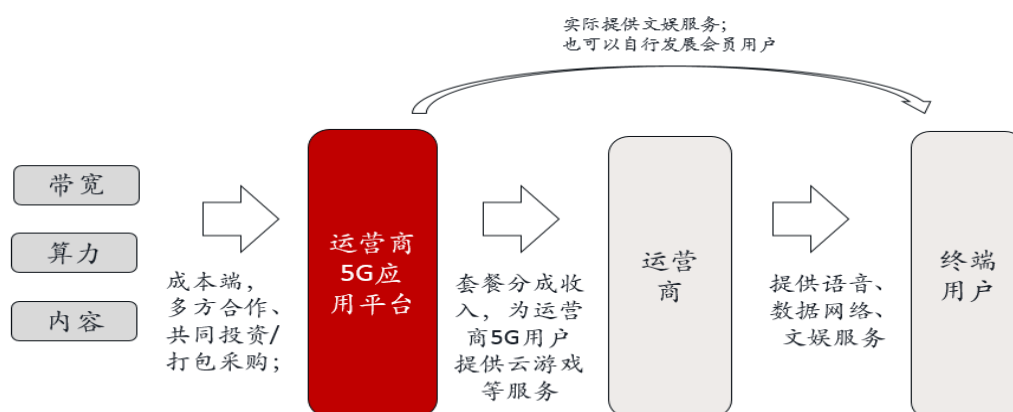 实际提供文娱服务；
也可以自行发展会员用户
带宽
算力
内容
成本端，
多方合作、
共同投资/
打包采购；
运营商
5G应
用平台
套餐分成收
入，为运营
商5G用户
提供云游戏
等服务
运营
商
提供语音、
数据网络、
文娱服务
终端
用户